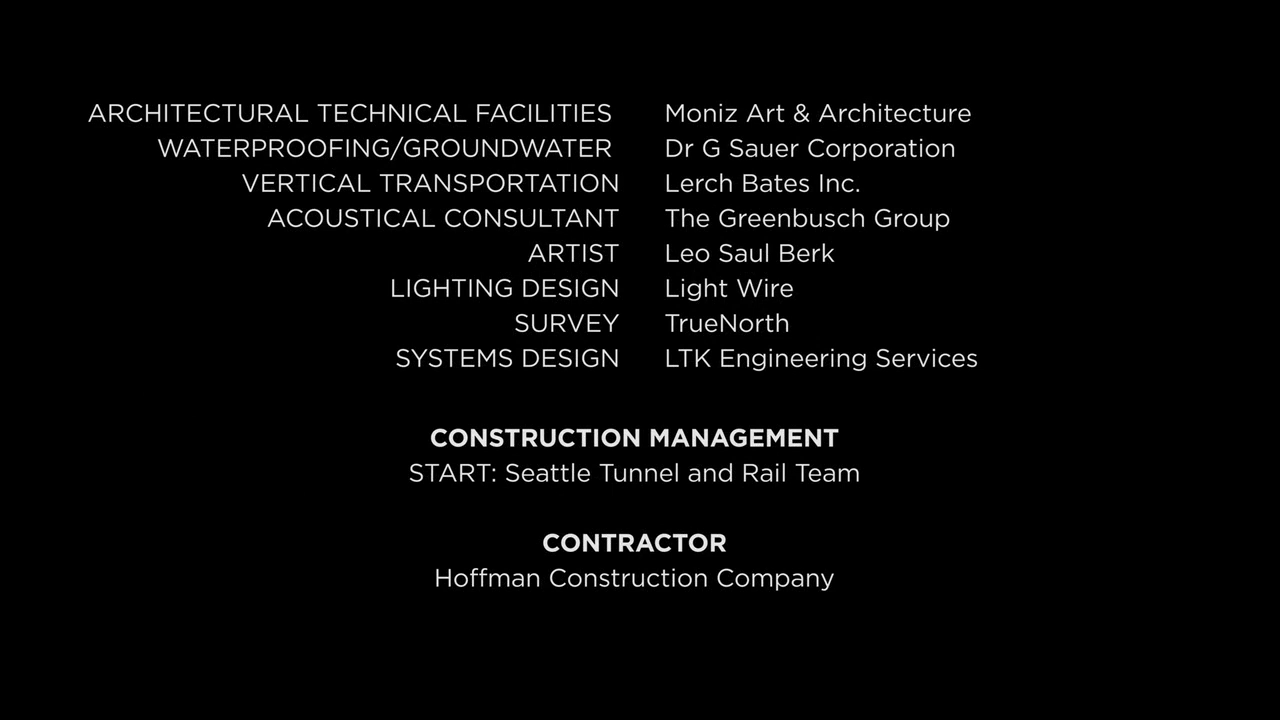 ARCHITECTURAL TECHNICAL FACILITIES Moniz Art & Architecture
WATERPROOFING/GROUNDWATER Dr G Sauer Corporation
VERTICAL TRANSPORTATION Lerch Bates Inc.
ACOUSTICAL CONSULTANT The Greenbusch Group
ARTIST Leo Saul Berk
LIGHTING DESIGN Light Wire
SURVEY TrueNorth
SYSTEMS DESIGN LTK Engineering Services
CONSTRUCTION MANAGEMENT
START: Seattle Tunnel and Rail Team
CONTRACTOR
Hoffman Construction Company